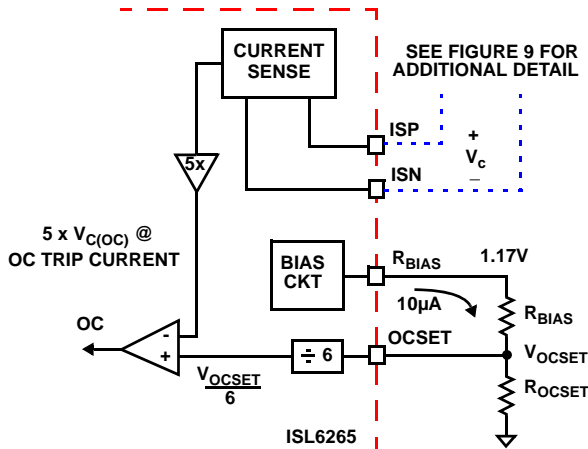 CURRENT
SENSE
SEE FIGURE 9 FOR
ADDITIONAL DETAIL
ISP
+
Vc
–
ISN
5x
5 x VC(OC) @
OC TRIP CURRENT
BIAS
CKT
RBIAS
1.17V
10µA
RBIAS
OC
-
+
÷ 6
OCSET
VOCSET
VOCSET
6
ROCSET
ISL6265